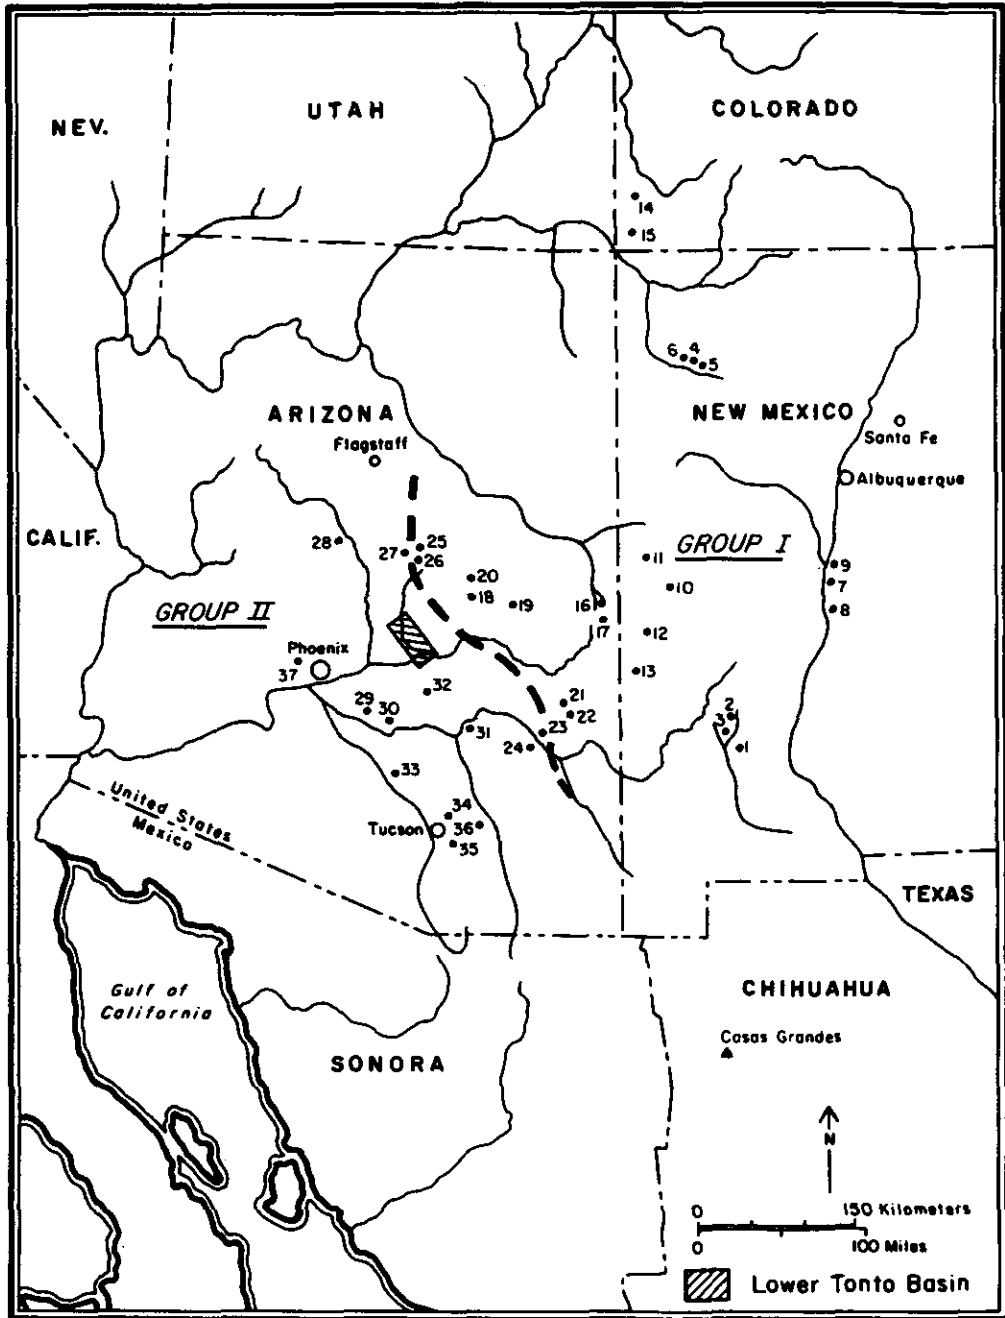 UTAH
COLORADO
NEV.
14
15
6 4
5
ARIZONA
NEW MEXICO
Flagstaff
Santa Fe
Albuquerque
CALIF.
28
27
25
26
11
GROUP I
9
20
7
10
18
19
16
8
GROUP II
17
12
Phoenix
13
37
32
21
29
30
22
2
3
31
23
24
1
33
United States
Mexico
34
Tucson
36
35
TEXAS
Gulf of
California
CHIHUAHUA
Casas Grandes
SONORA
N
0
150 Kilometers
0
100 Miles
Lower Tonto Basin